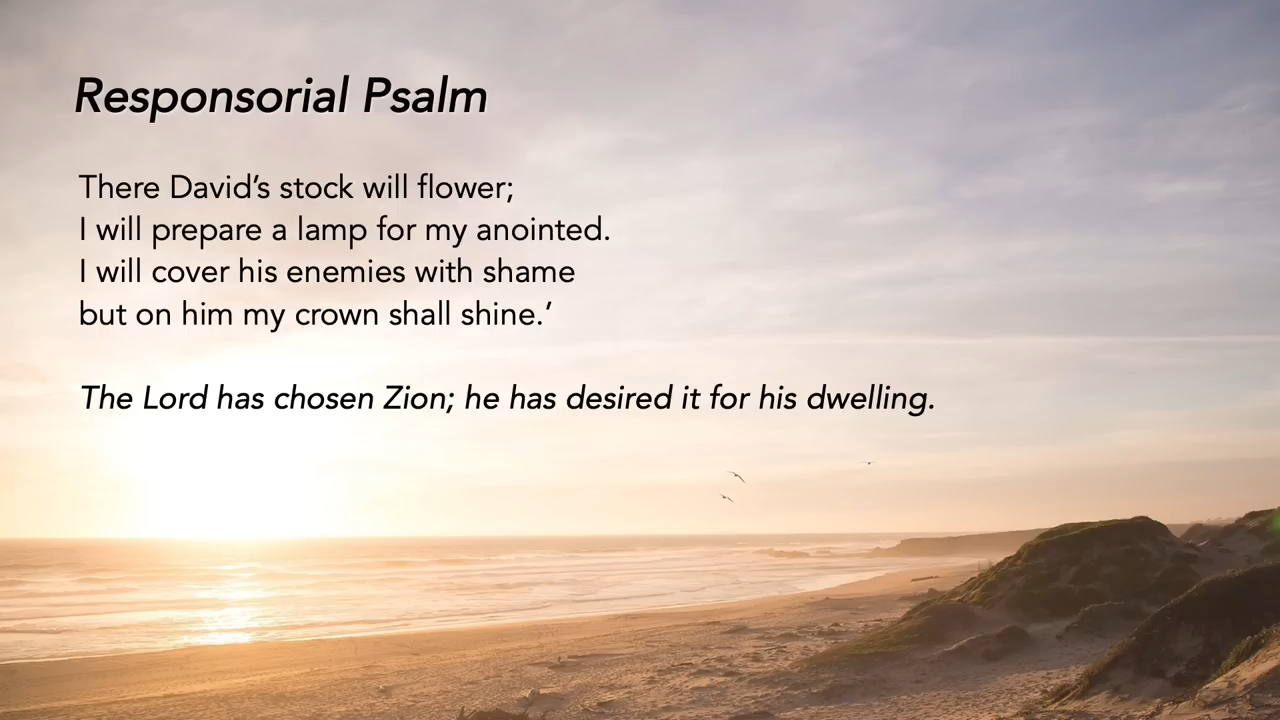 Responsorial Psalm
There David’s stock will flower;
I will prepare a lamp for my anointed.
I will cover his enemies with shame
but on him my crown shall shine.’
The Lord has chosen Zion; he has desired it for his dwelling.